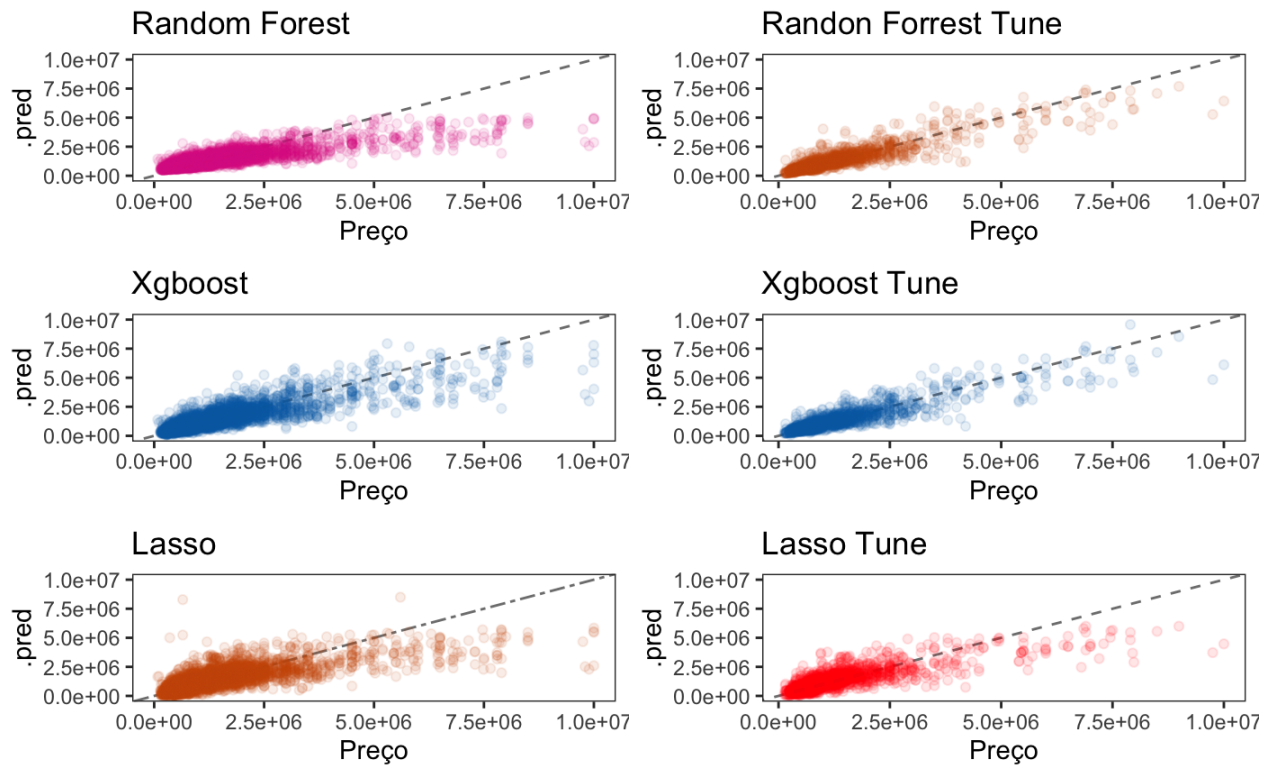 Random Forest
1.0e+07
7.5e+06
5.0e+06
2.5e+06
0.0e+00
.pred
0.0e+00 2.5e+06 5.0e+06 7.5e+06 1.0e+07
Preço
Randon Forrest Tune
1.0e+07
7.5e+06
5.0e+06
2.5e+06
0.0e+00
.pred
0.0e+00 2.5e+06 5.0e+06 7.5e+06 1.0e+07
Preço
Xgboost
1.0e+07
7.5e+06
5.0e+06
2.5e+06
0.0e+00
.pred
0.0e+00 2.5e+06 5.0e+06 7.5e+06 1.0e+07
Preço
Xgboost Tune
1.0e+07
7.5e+06
5.0e+06
2.5e+06
0.0e+00
.pred
0.0e+00 2.5e+06 5.0e+06 7.5e+06 1.0e+07
Preço
Lasso
1.0e+07
7.5e+06
5.0e+06
2.5e+06
0.0e+00
.pred
0.0e+00 2.5e+06 5.0e+06 7.5e+06 1.0e+07
Preço
Lasso Tune
1.0e+07
7.5e+06
5.0e+06
2.5e+06
0.0e+00
.pred
0.0e+00 2.5e+06 5.0e+06 7.5e+06 1.0e+07
Preço